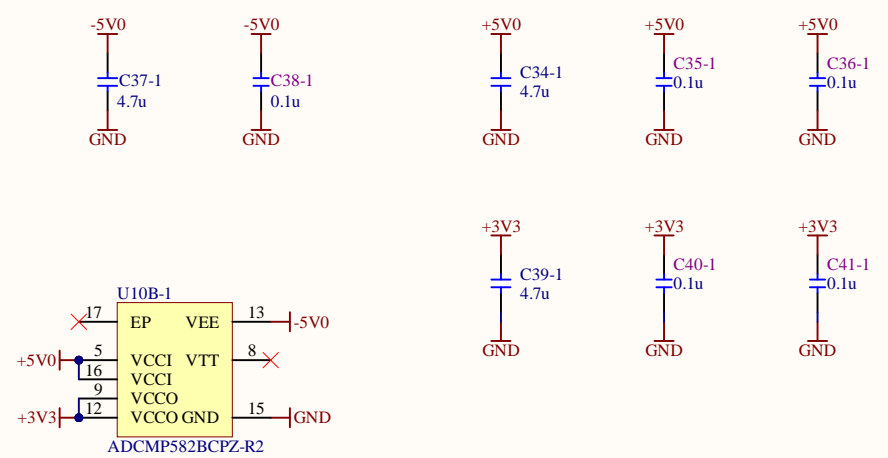 -5V0
-5V0
+5V0
+5V0
+5V0
C37-1
4.7u
C38-1
0.1u
C34-1
4.7u
C35-1
0.1u
C36-1
0.1u
GND
GND
GND
GND
GND
+3V3
+3V3
+3V3
C39-1
4.7u
C40-1
0.1u
C41-1
0.1u
GND
GND
GND
U10B-1
17 EP VEE 13 -5V0
+5V0 5 VCCI VTT 8
16 VCCI
9 VCCO
+3V3 12 VCCO GND 15 GND
ADCMP582BCPZ-R2